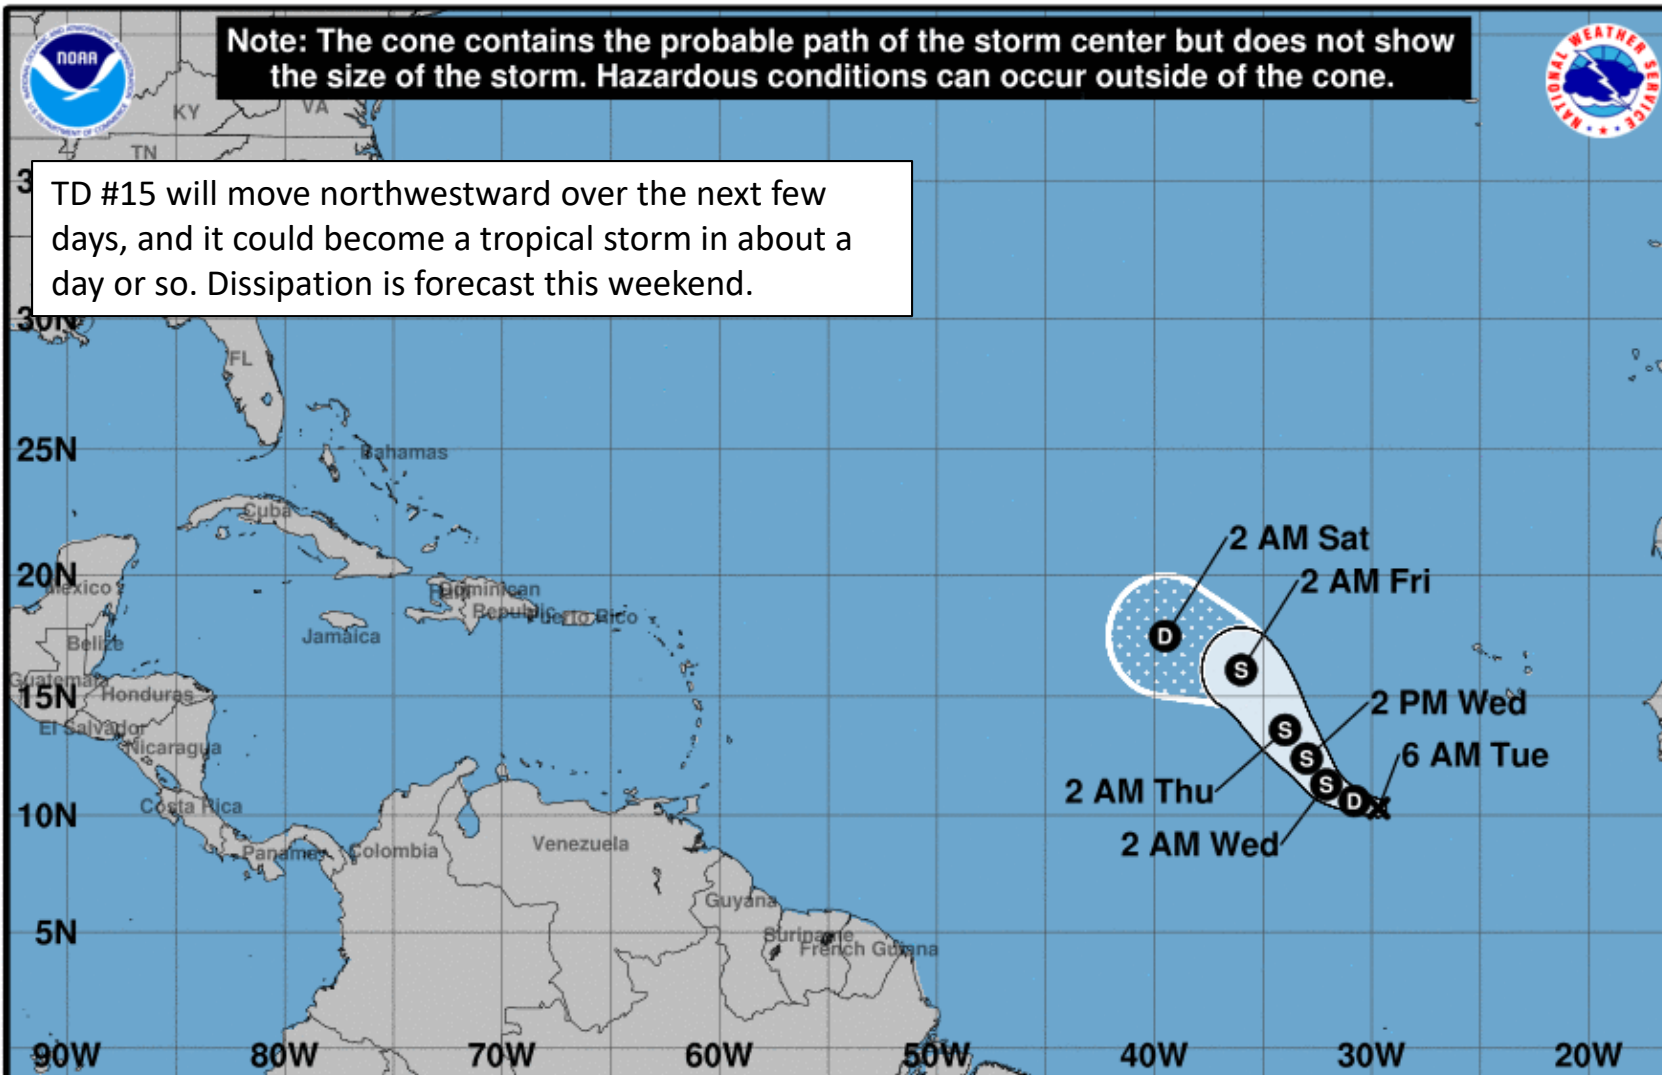 Note: The cone contains the probable path of the storm center but does not show
the size of the storm. Hazardous conditions can occur outside of the cone.
NOAA
NATIONAL WEATHER SERVICE
KY
VA
TN
TD #15 will move northwestward over the next few
days, and it could become a tropical storm in about a
day or so. Dissipation is forecast this weekend.
30N
FL
25N
Bahamas
Cuba
2 AM Sat
20N
Mexico
Dominican
Republic
Puerto Rico
2 AM Fri
Jamaica
Belize
D
S
Guatemala
15N
Honduras
2 PM Wed
El Salvador
Nicaragua
S
S
6 AM Tue
2 AM Thu
S
D
Costa Rica
10N
2 AM Wed
Panama
Colombia
Venezuela
Guyana
5N
Suriname
French Guiana
90W
80W
70W
60W
50W
40W
30W
20W